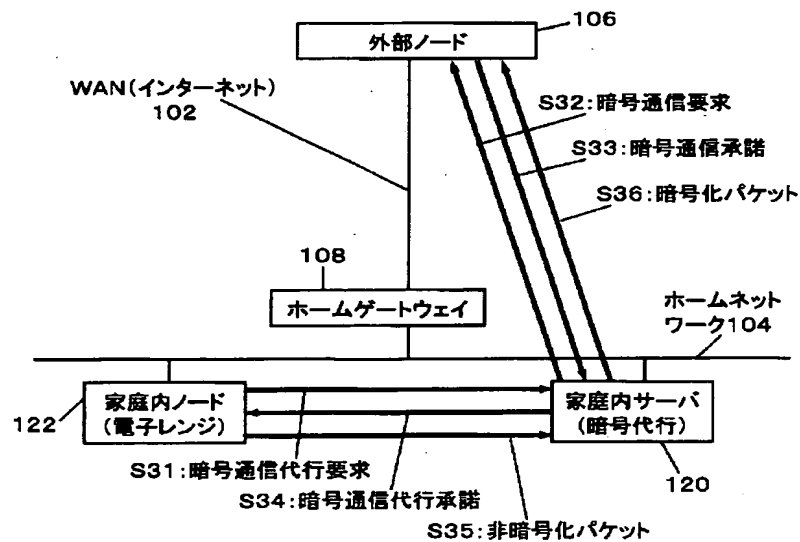 106
外部ノード
WAN(インターネット)
102
S32:暗号通信要求
S33:暗号通信承諾
S36:暗号化パケット
108
ホームゲートウェイ
ホームネット
ワーク104
122
家庭内ノード
(電子レンジ)
家庭内サーバ
(暗号代行)
120
S31:暗号通信代行要求
S34:暗号通信代行承諾
S35:非暗号化パケット